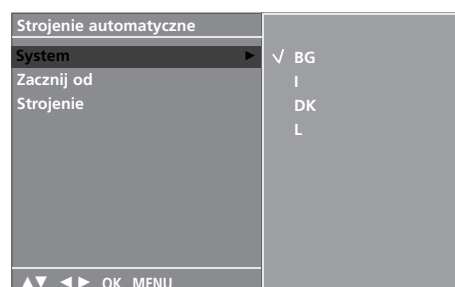 Strojenie automatyczne
System ► √ BG
Zacznij od I
Strojenie DK
L
▲▼ ◄► OK MENU